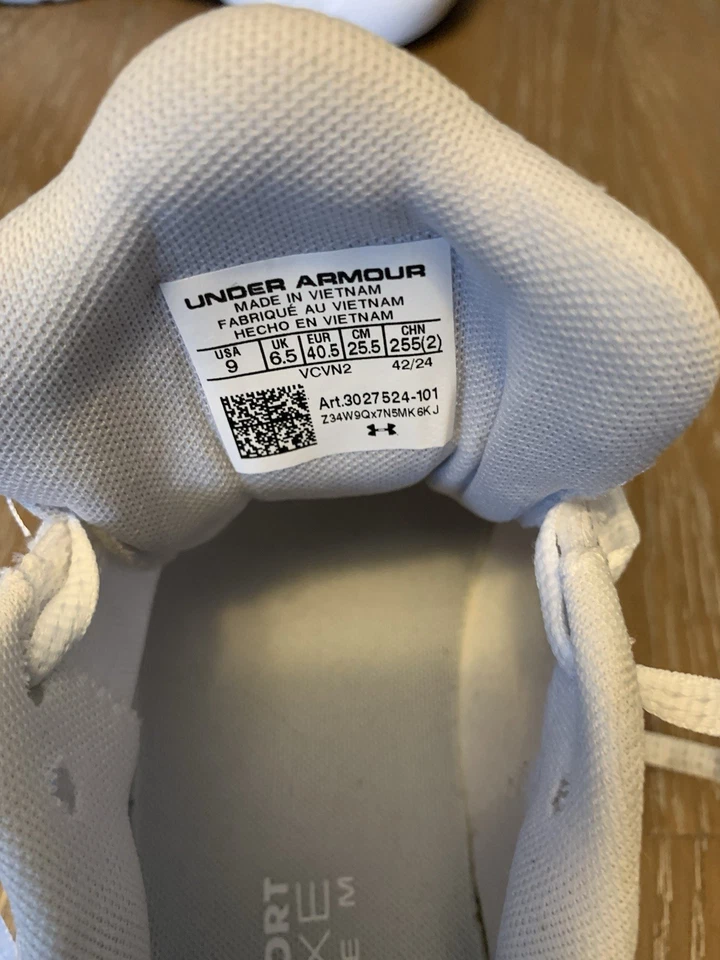 UNDER ARMOUR
MADE IN VIETNAM
FABRIQUÉ AU VIETNAM
HECHO EN VIETNAM
USA UK EUR CM CHN
9 6.5 40.5 25.5 255(2)
VCVN2 42/24
Art.3027524-101
Z34W9Qx7N5MK6KJ